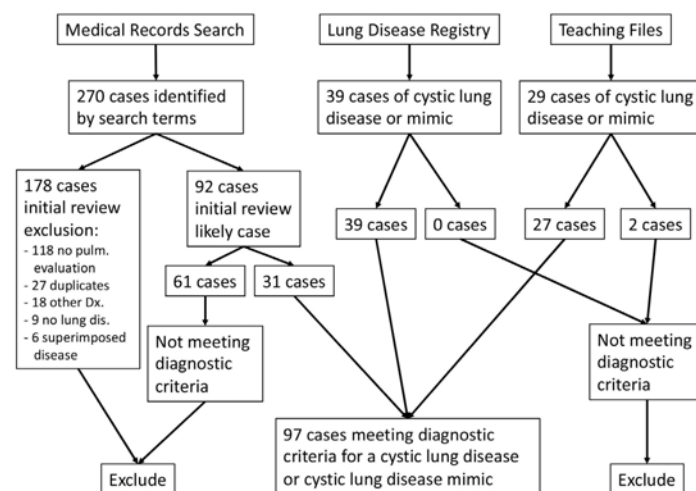 Medical Records Search
Lung Disease Registry
Teaching Files
270 cases identified
by search terms
39 cases of cystic lung
disease or mimic
29 cases of cystic lung
disease or mimic
178 cases
initial review
exclusion:
- 118 no pulm.
evaluation
- 27 duplicates
- 18 other Dx.
- 9 no lung dis.
- 6 superimposed
disease
92 cases
initial review
likely case
39 cases
0 cases
27 cases
2 cases
61 cases
31 cases
Not meeting
diagnostic
criteria
Not meeting
diagnostic
criteria
97 cases meeting diagnostic
criteria for a cystic lung disease
or cystic lung disease mimic
Exclude
Exclude